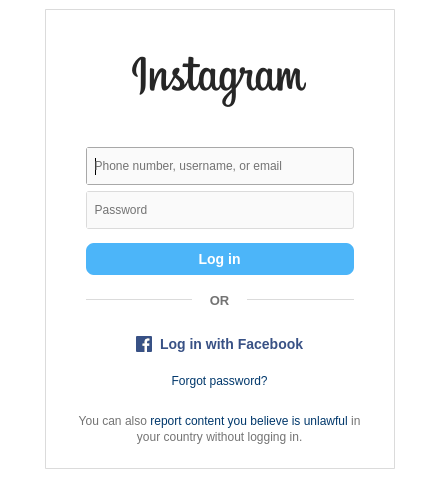 Instagram
Phone number, username, or email
Password
Log in
OR
Log in with Facebook
Forgot password?
You can also report content you believe is unlawful in
your country without logging in.